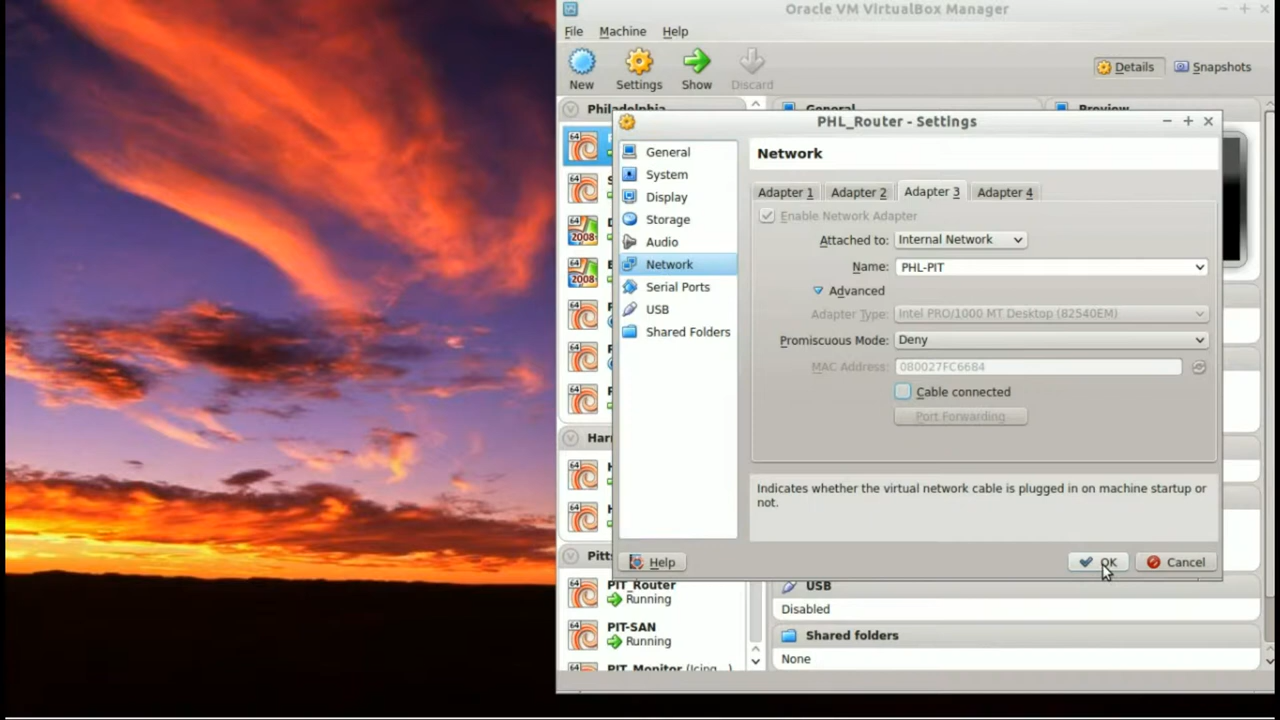 Oracle VM VirtualBox Manager
File Machine Help
New Settings Show Discard
Details Snapshots
Philadelphia
General
Preview
PHL_Router - Settings
General
System
Display
Storage
Audio
Network
Serial Ports
USB
Shared Folders
Network
Adapter 1 Adapter 2 Adapter 3 Adapter 4
Enable Network Adapter
Attached to: Internal Network
Name: PHL-PIT
Advanced
Adapter Type: Intel PRO/1000 MT Desktop (82540EM)
Promiscuous Mode: Deny
MAC Address: 080027FC6684
Cable connected
Port Forwarding
Indicates whether the virtual network cable is plugged in on machine startup or
not.
Help
OK
Cancel
Harr
Pitts
PIT_Router
Running
PIT-SAN
Running
PIT_Monitor (Icing...)
USB
Disabled
Shared folders
None